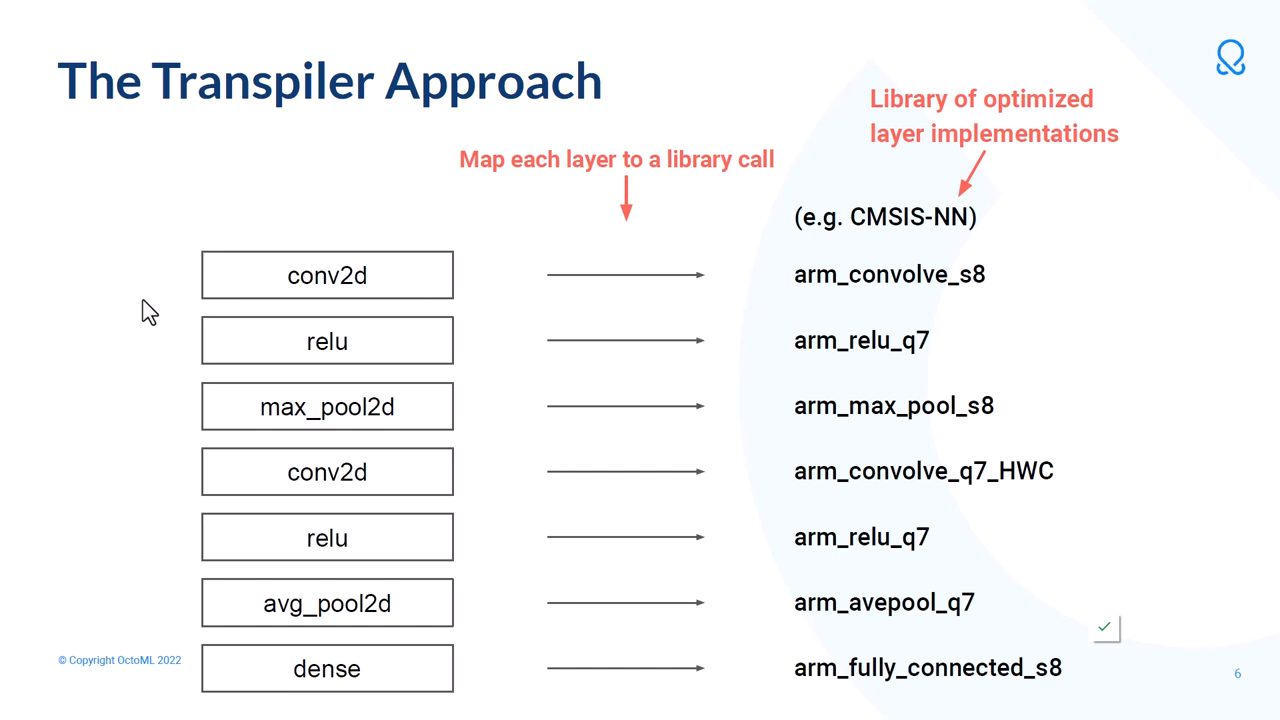 The Transpiler Approach
Library of optimized
layer implementations
Map each layer to a library call
(e.g. CMSIS-NN)
conv2d
arm_convolve_s8
relu
arm_relu_q7
max_pool2d
arm_max_pool_s8
conv2d
arm_convolve_q7_HWC
relu
arm_relu_q7
avg_pool2d
arm_avepool_q7
dense
arm_fully_connected_s8
© Copyright OctoML 2022
6